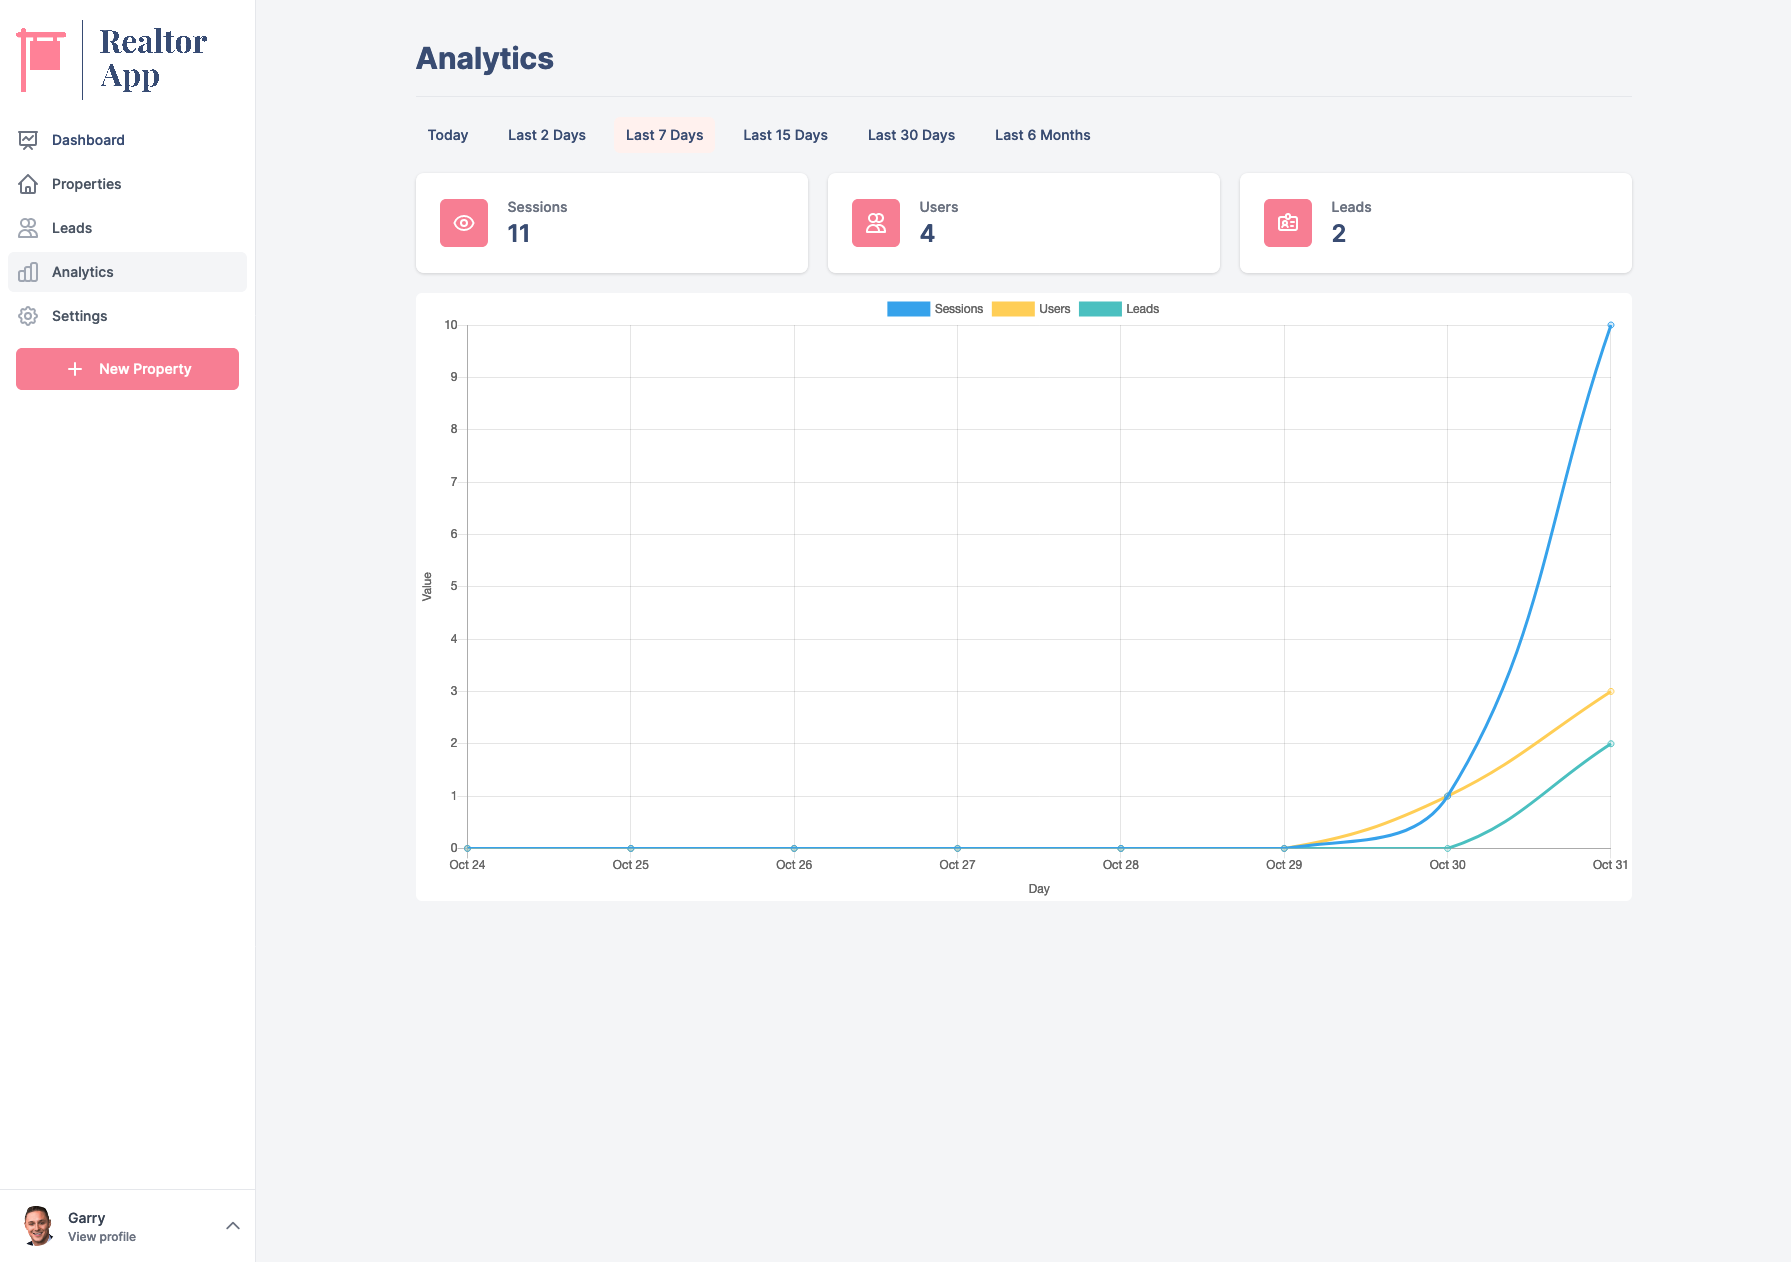 Realtor
App
Dashboard
Properties
Leads
Analytics
Settings
New Property
Garry
View profile
Analytics
Today
Last 2 Days
Last 7 Days
Last 15 Days
Last 30 Days
Last 6 Months
Sessions
11
Users
4
Leads
2
Sessions
Users
Leads
10
9
8
7
6
5
4
3
2
1
0
Value
Oct 24
Oct 25
Oct 26
Oct 27
Oct 28
Oct 29
Oct 30
Oct 31
Day